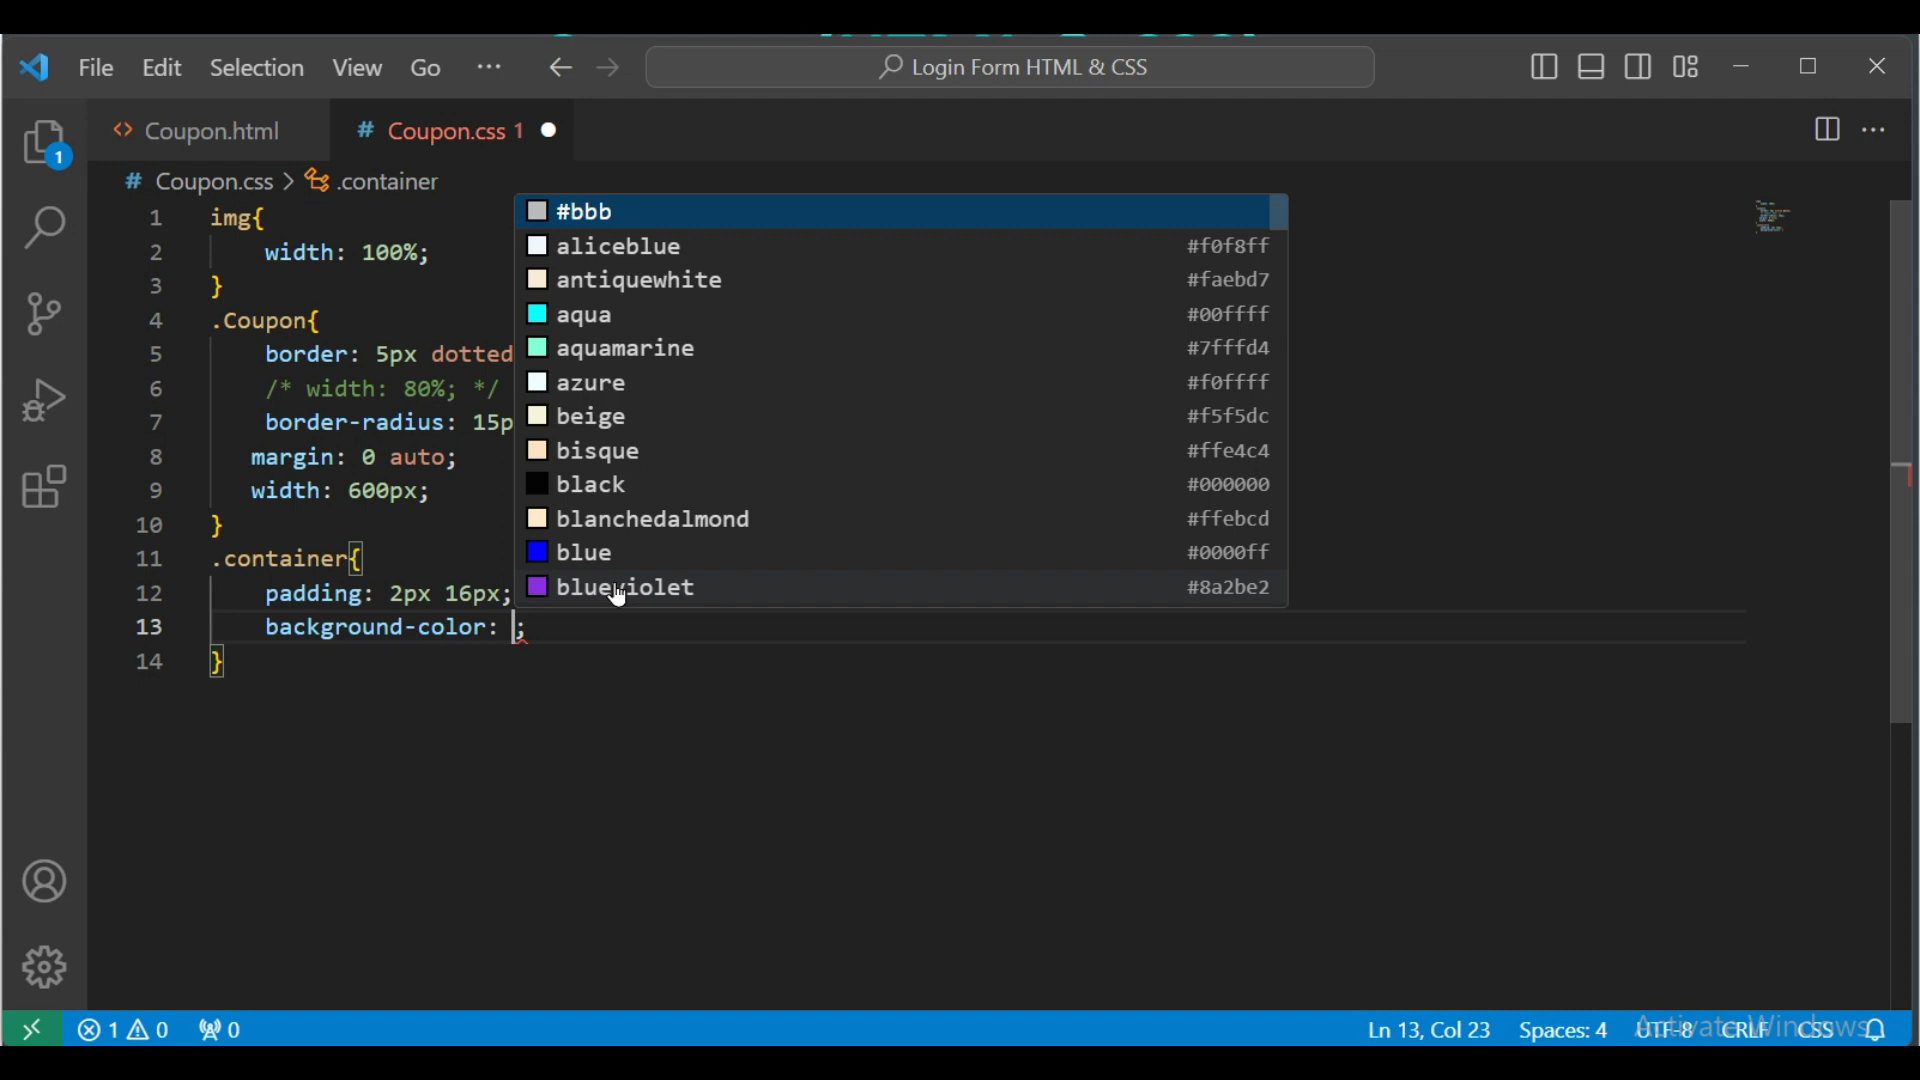 File Edit Selection View Go ··· Login Form HTML & CSS
Coupon.html Coupon.css 1
# Coupon.css > .container
1 img{
2 width: 100%;
3 }
4 .Coupon{
5 border: 5px dotted
6 /* width: 80%; */
7 border-radius: 15p
8 margin: 0 auto;
9 width: 600px;
10 }
11 .container{
12 padding: 2px 16px;
13 background-color: ;
14 }
#bbb
aliceblue #f0f8ff
antiquewhite #faebd7
aqua #00ffff
aquamarine #7fffd4
azure #f0ffff
beige #f5f5dc
bisque #ffe4c4
black #000000
blanchedalmond #ffebcd
blue #0000ff
blueviolet #8a2be2
1
1 0 0 Ln 13, Col 23 Spaces: 4 UTF-8 CRLF CSS
Activate Windows